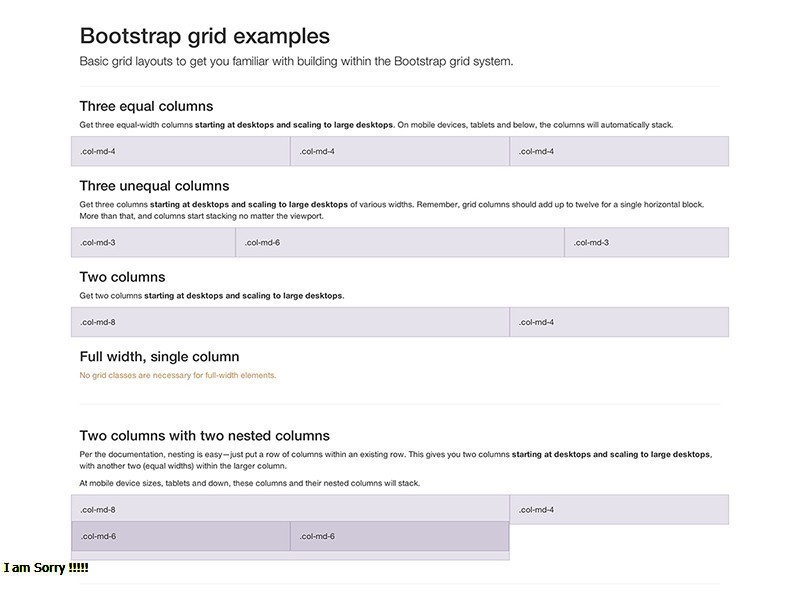 Bootstrap grid examples
Basic grid layouts to get you familiar with building within the Bootstrap grid system.
Three equal columns
Get three equal-width columns starting at desktops and scaling to large desktops. On mobile devices, tablets and below, the columns will automatically stack.
.col-md-4 .col-md-4 .col-md-4
Three unequal columns
Get three columns starting at desktops and scaling to large desktops of various widths. Remember, grid columns should add up to twelve for a single horizontal block.
More than that, and columns start stacking no matter the viewport.
.col-md-3 .col-md-6 .col-md-3
Two columns
Get two columns starting at desktops and scaling to large desktops.
.col-md-8 .col-md-4
Full width, single column
No grid classes are necessary for full-width elements.
Two columns with two nested columns
Per the documentation, nesting is easy—just put a row of columns within an existing row. This gives you two columns starting at desktops and scaling to large desktops,
with another two (equal widths) within the larger column.
At mobile device sizes, tablets and down, these columns and their nested columns will stack.
.col-md-8 .col-md-4
.col-md-6 .col-md-6
I am Sorry !!!!!